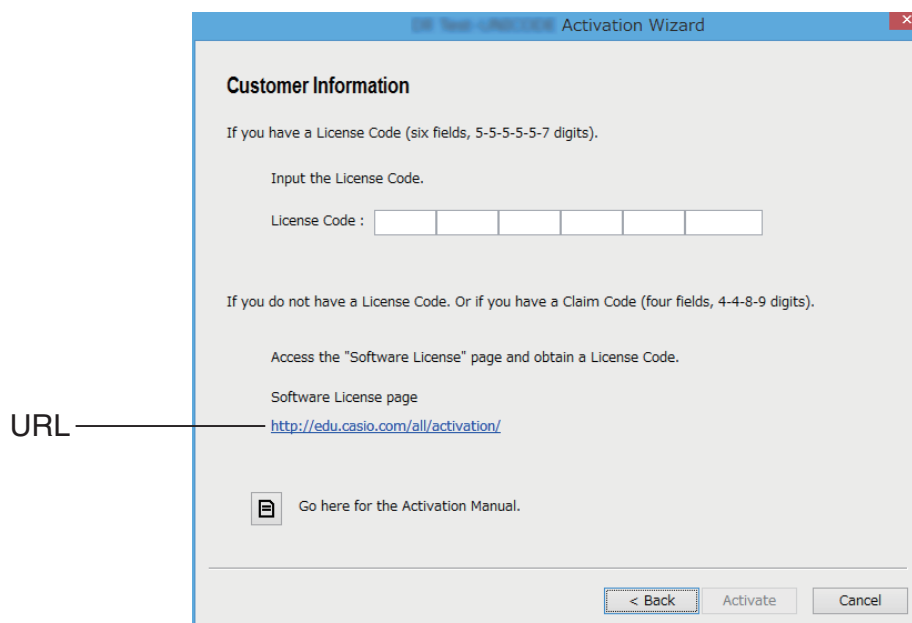 Activation Wizard
Customer Information
If you have a License Code (six fields, 5-5-5-5-5-7 digits).
Input the License Code.
License Code :
If you do not have a License Code. Or if you have a Claim Code (four fields, 4-4-8-9 digits).
Access the "Software License" page and obtain a License Code.
Software License page
URL
http://edu.casio.com/all/activation/
Go here for the Activation Manual.
< Back Activate Cancel